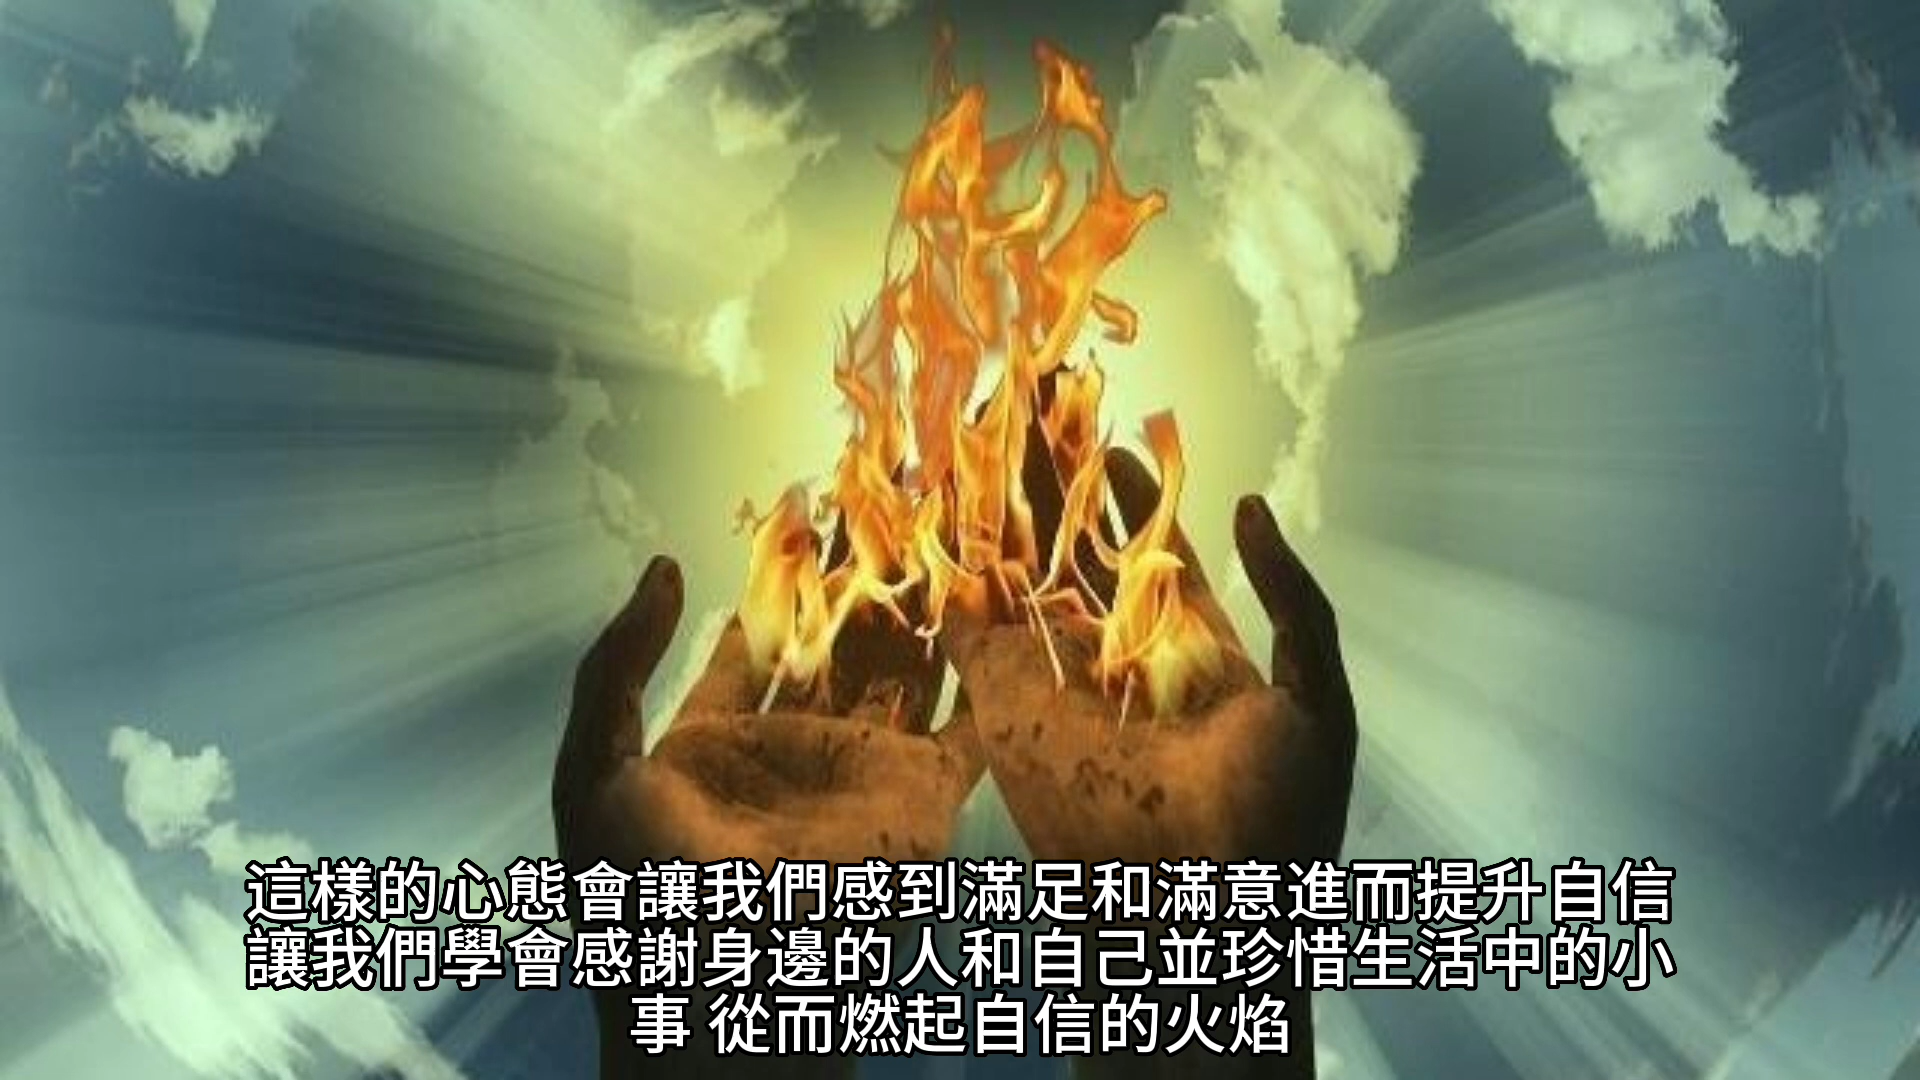 這樣的心態會讓我們感到滿足和滿意進而提升自信
讓我們學會感謝身邊的人和自己並珍惜生活中的小
事 從而燃起自信的火焰